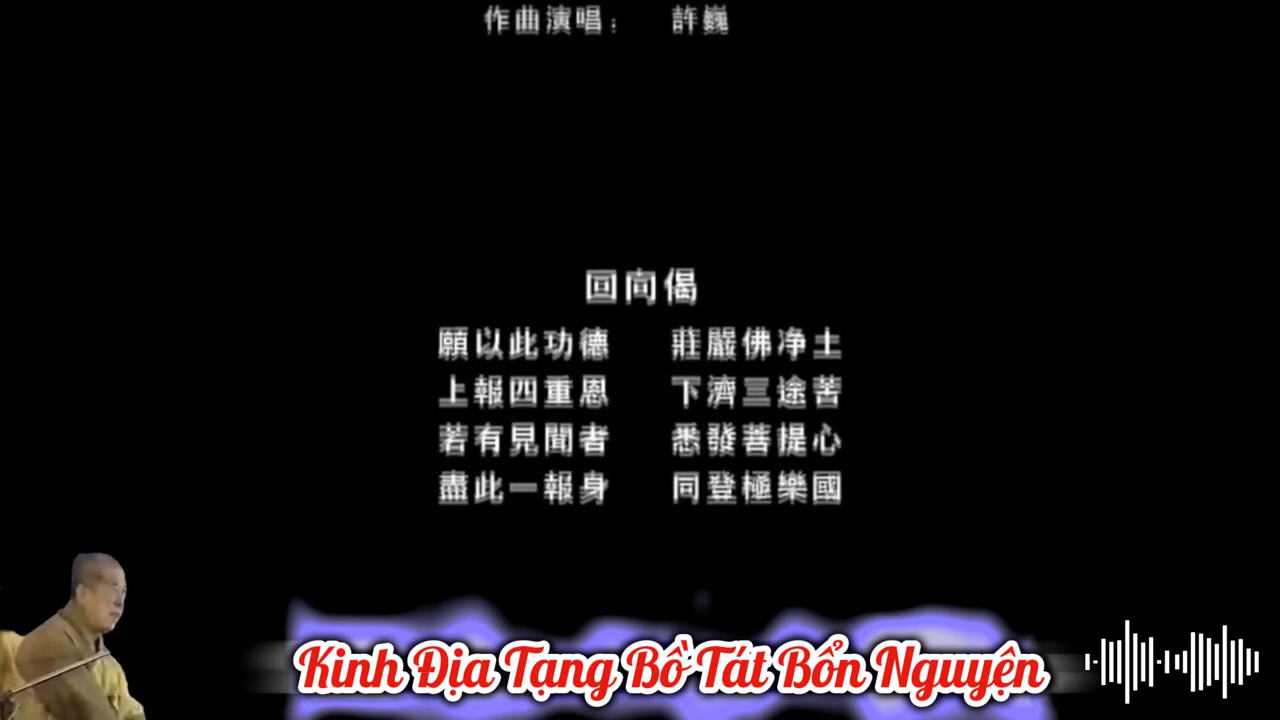 作曲演唱： 許巍
回向偈
願以此功德 莊嚴佛净土
上報四重恩 下濟三途苦
若有見聞者 悉發菩提心
盡此一報身 同登極樂國
Kinh Địa Tạng Bồ Tát Bổn Nguyện